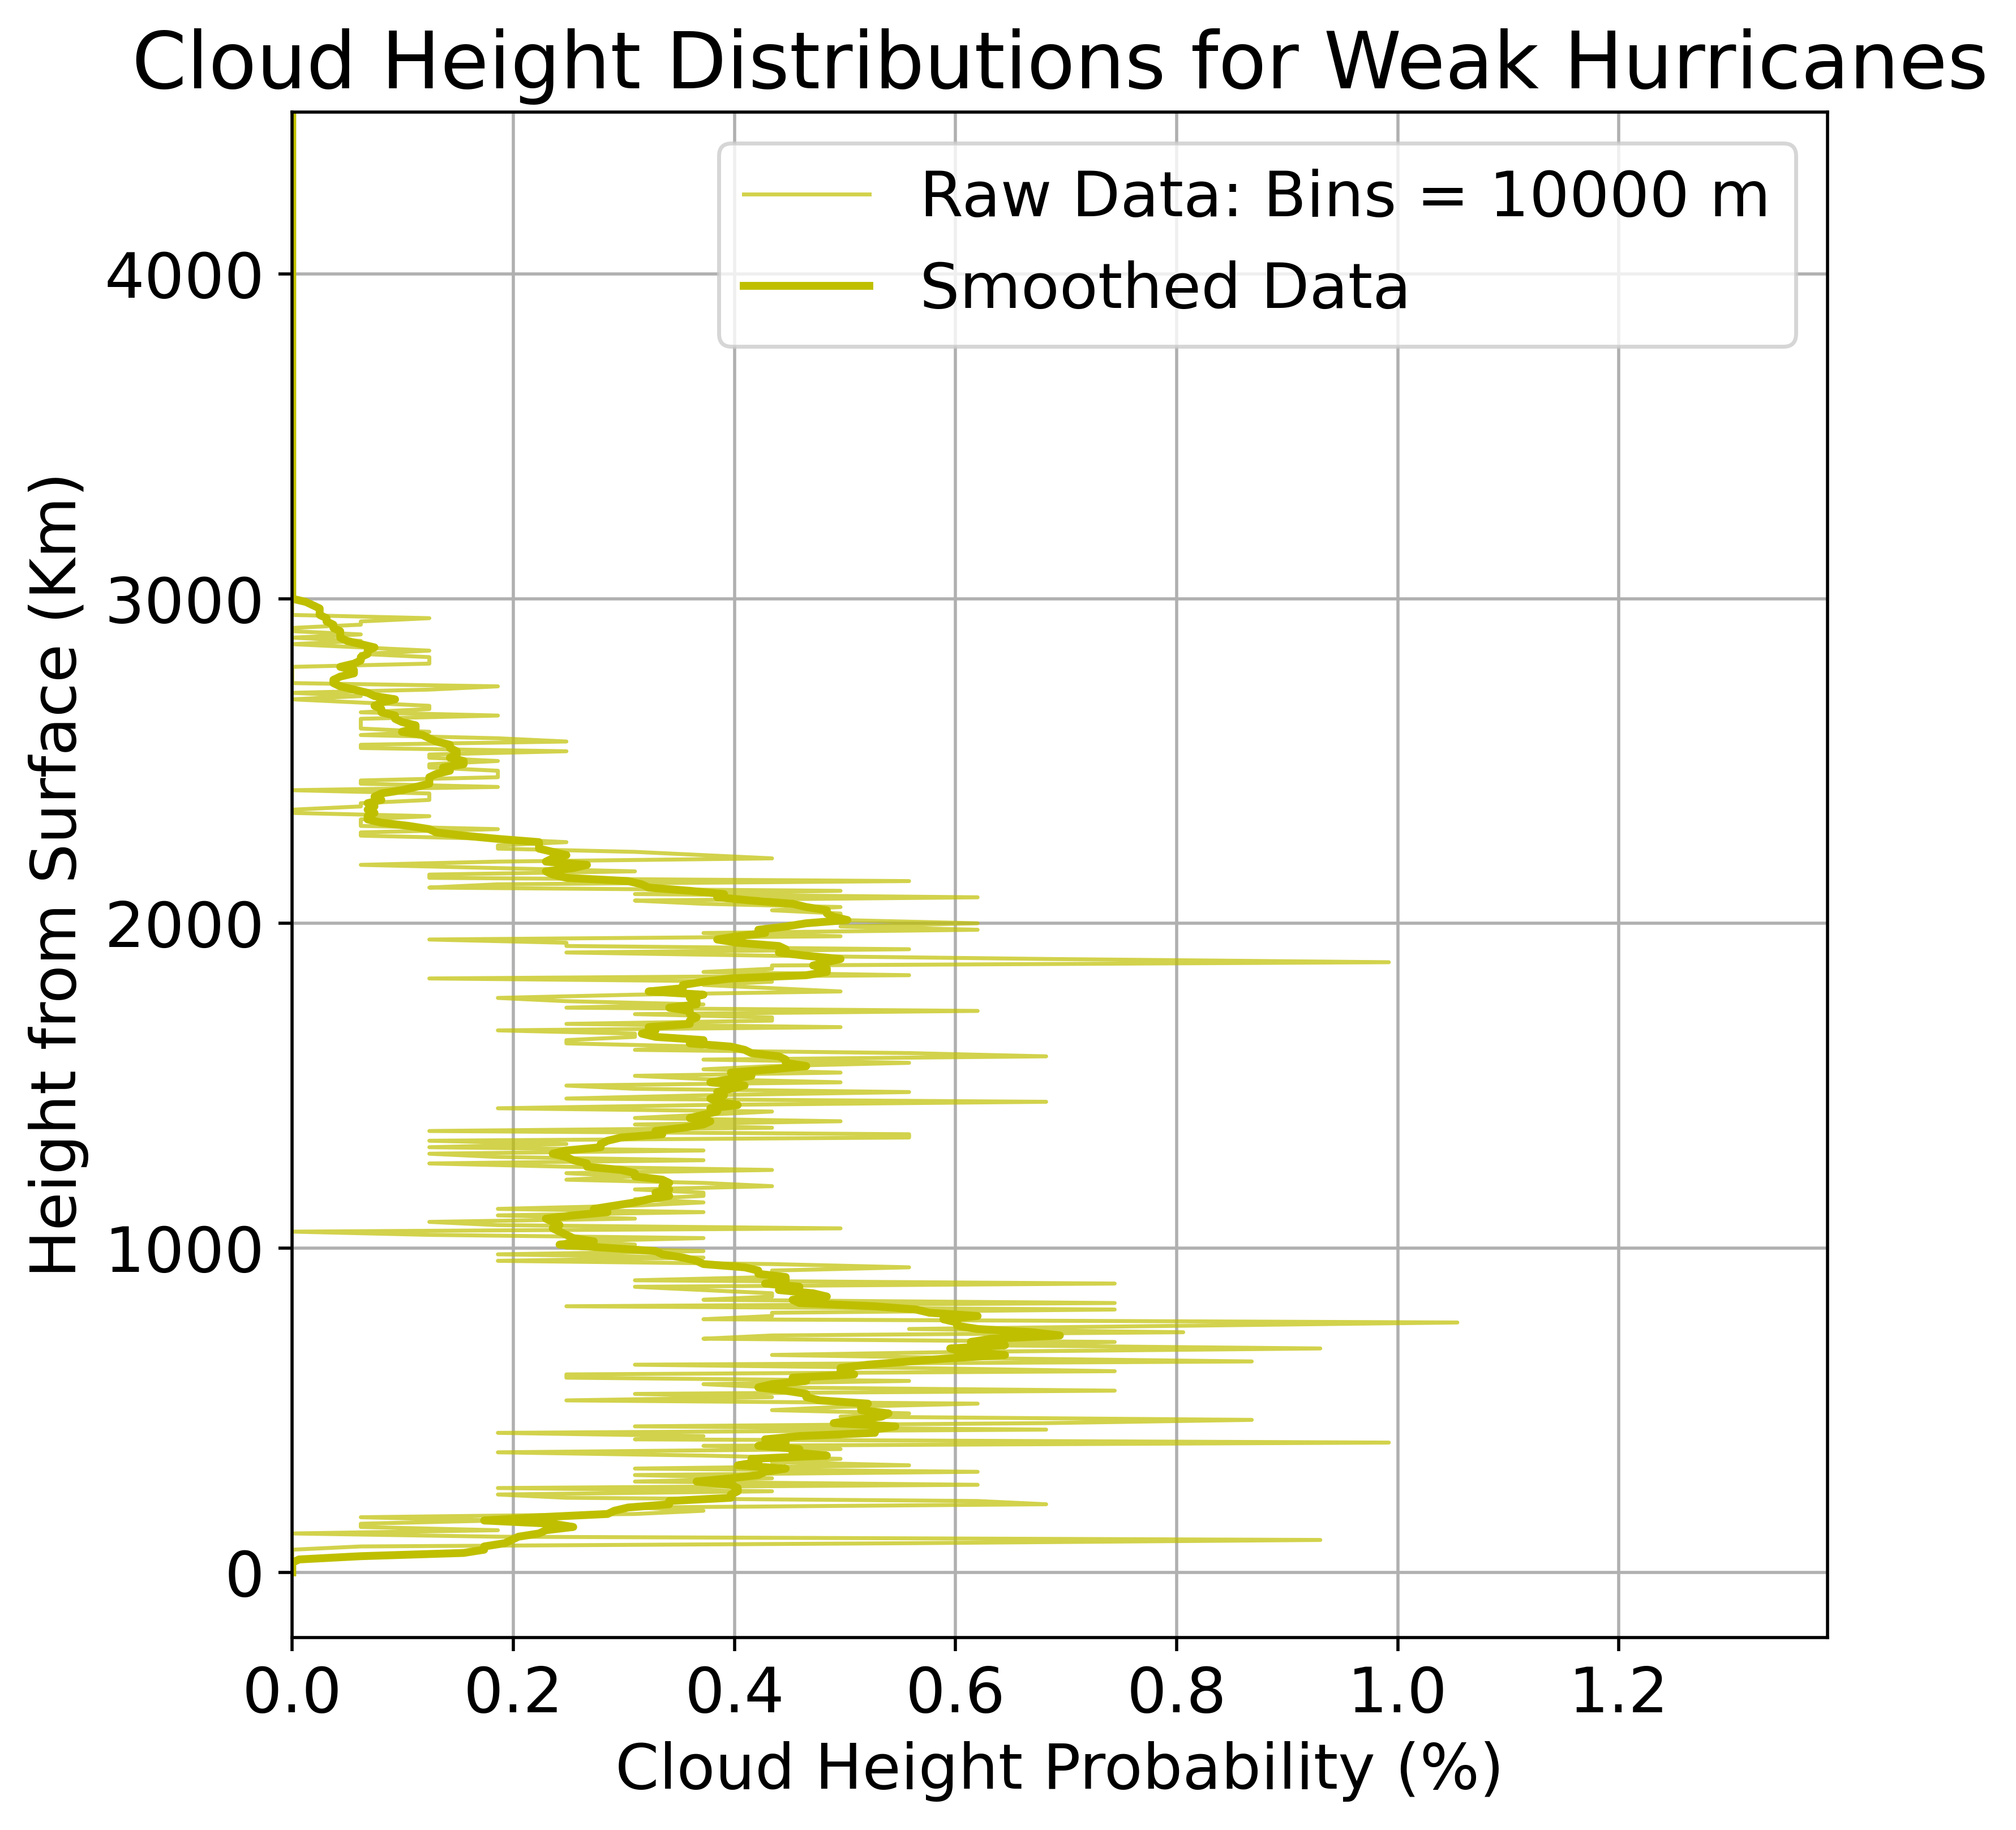 Cloud Height Distributions for Weak Hurricanes
Raw Data: Bins = 10000 m
Smoothed Data
Height from Surface (Km)
4000
3000
2000
1000
0
0.0 0.2 0.4 0.6 0.8 1.0 1.2
Cloud Height Probability (%)